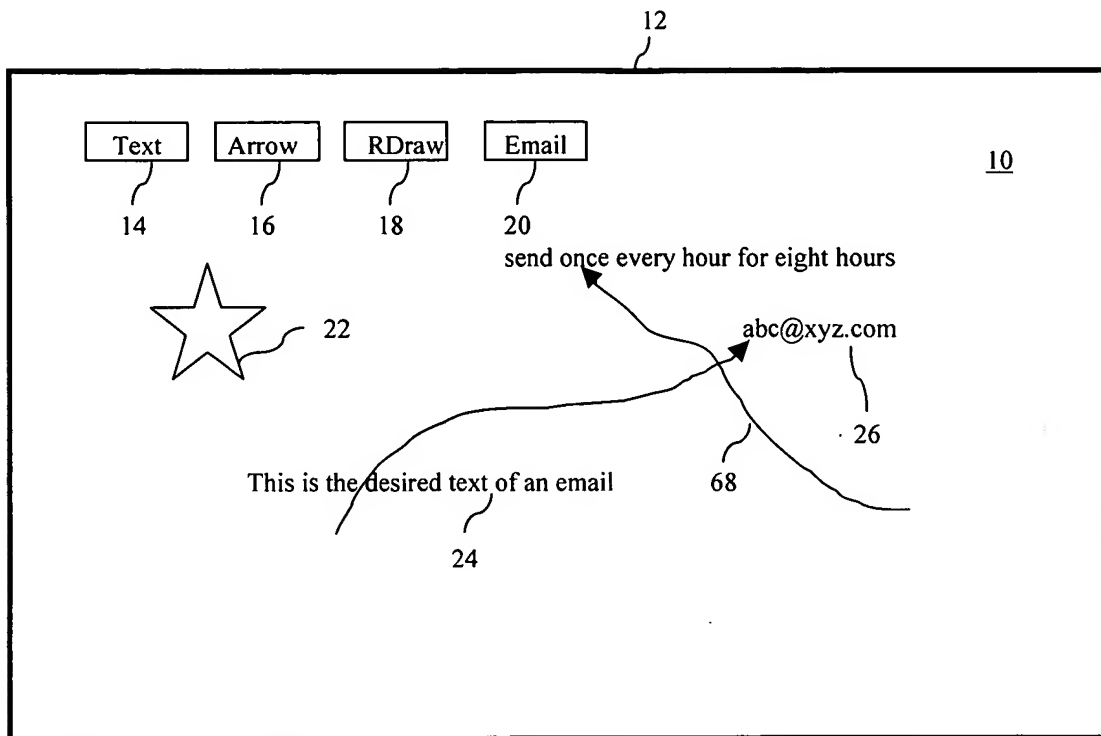 12
Text Arrow RDraw Email
10
14 16 18 20
send once every hour for eight hours
22
abc@xyz.com
26
This is the desired text of an email
68
24